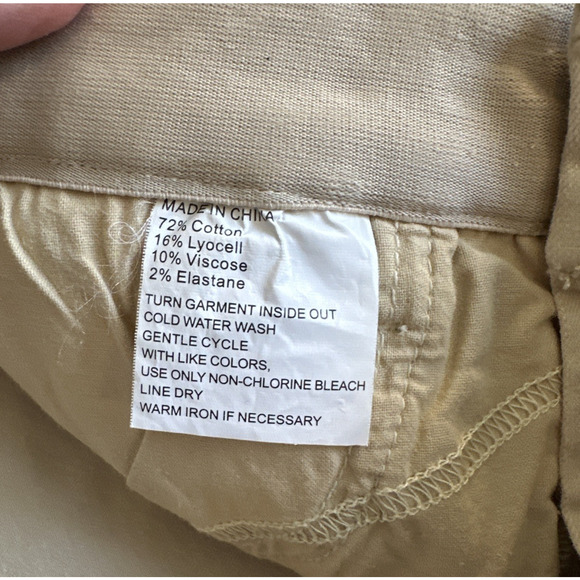 MADE IN CHINA
72% Cotton
16% Lyocell
10% Viscose
2% Elastane
TURN GARMENT INSIDE OUT
COLD WATER WASH
GENTLE CYCLE
WITH LIKE COLORS,
USE ONLY NON-CHLORINE BLEACH
LINE DRY
WARM IRON IF NECESSARY